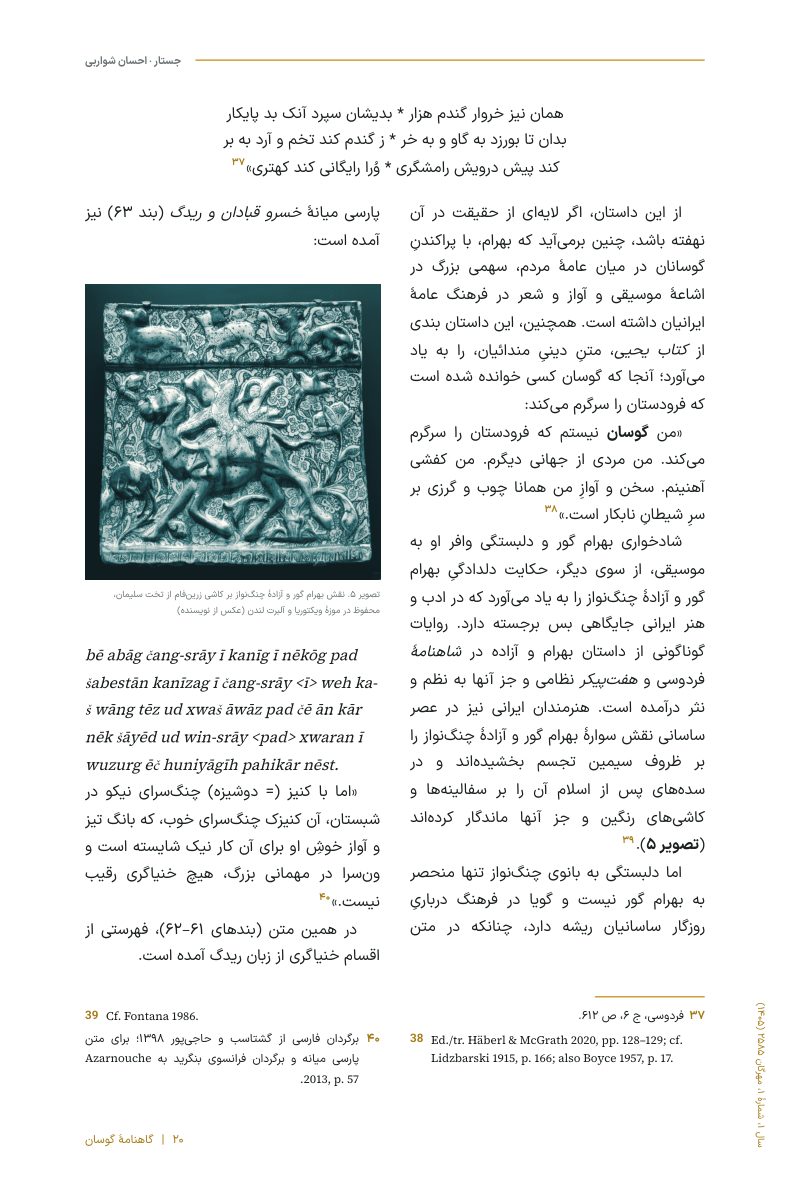 جستار · احسان شواربی
همان نیز خروار گندم هزار * بدیشان سپرد آنک بد پایکار
بدان تا بورزد به گاو و به خر * ز گندم کند تخم و آرد به بر
کند پیش درویش رامشگری * وُرا رایگانی کند کهتری»۳۷
از این داستان، اگر لایه‌ای از حقیقت در آن
نهفته باشد، چنین برمی‌آید که بهرام، با پراکندنِ
گوسانان در میان عامهٔ مردم، سهمی بزرگ در
اشاعهٔ موسیقی و آواز و شعر در فرهنگ عامهٔ
ایرانیان داشته است. همچنین، این داستان بندی
از کتاب یحیی، متنِ دینیِ مندائیان، را به یاد
می‌آورد؛ آنجا که گوسان کسی خوانده شده است
که فرودستان را سرگرم می‌کند:
«من گوسان نیستم که فرودستان را سرگرم
می‌کند. من مردی از جهانی دیگرم. من کفشی
آهنینم. سخن و آوازِ من همانا چوب و گرزی بر
سرِ شیطانِ نابکار است.»۳۸
شادخواری بهرام گور و دلبستگی وافر او به
موسیقی، از سوی دیگر، حکایت دلدادگیِ بهرام
گور و آزادهٔ چنگ‌نواز را به یاد می‌آورد که در ادب و
هنر ایرانی جایگاهی بس برجسته دارد. روایات
گوناگونی از داستان بهرام و آزاده در شاهنامهٔ
فردوسی و هفت‌پیکر نظامی و جز آنها به نظم و
نثر درآمده است. هنرمندان ایرانی نیز در عصر
ساسانی نقش سوارهٔ بهرام گور و آزادهٔ چنگ‌نواز را
بر ظروف سیمین تجسم بخشیده‌اند و در
سده‌های پس از اسلام آن را بر سفالینه‌ها و
کاشی‌های رنگین و جز آنها ماندگار کرده‌اند
(تصویر ۵).۳۹
اما دلبستگی به بانوی چنگ‌نواز تنها منحصر
به بهرام گور نیست و گویا در فرهنگ درباریِ
روزگار ساسانیان ریشه دارد، چنانکه در متن
پارسی میانهٔ خسرو قبادان و ریدگ (بند ۶۳) نیز
آمده است:
تصویر ۵. نقش بهرام گور و آزادهٔ چنگ‌نواز بر کاشی زرین‌فام از تخت سلیمان،
محفوظ در موزهٔ ویکتوریا و آلبرت لندن (عکس از نویسنده)
bē abāg čang-srāy ī kanīg ī nēkōg pad
šabestān kanīzag ī čang-srāy <ī> weh ka-
š wāng tēz ud xwaš āwāz pad čē ān kār
nēk šāyēd ud win-srāy <pad> xwaran ī
wuzurg ēč huniyāgīh pahikār nēst.
«اما با کنیز (= دوشیزه) چنگ‌سرای نیکو در
شبستان، آن کنیزک چنگ‌سرای خوب، که بانگ تیز
و آواز خوشِ او برای آن کار نیک شایسته است و
ون‌سرا در مهمانی بزرگ، هیچ خنیاگری رقیب
نیست.»۴۰
در همین متن (بندهای ۶۱–۶۲)، فهرستی از
اقسام خنیاگری از زبان ریدگ آمده است.
۳۷ فردوسی، ج ۶، ص ۶۱۲.
38 Ed./tr. Häberl & McGrath 2020, pp. 128–129; cf.
Lidzbarski 1915, p. 166; also Boyce 1957, p. 17.
39 Cf. Fontana 1986.
۴۰ برگردان فارسی از گشتاسب و حاجی‌پور ۱۳۹۸؛ برای متن
پارسی میانه و برگردان فرانسوی بنگرید به Azarnouche
2013, p. 57.
سال ۱، شمارهٔ ۱، مهرگان ۲۵۸۵ (۱۴۰۵)
۲۰ | گاهنامهٔ گوسان